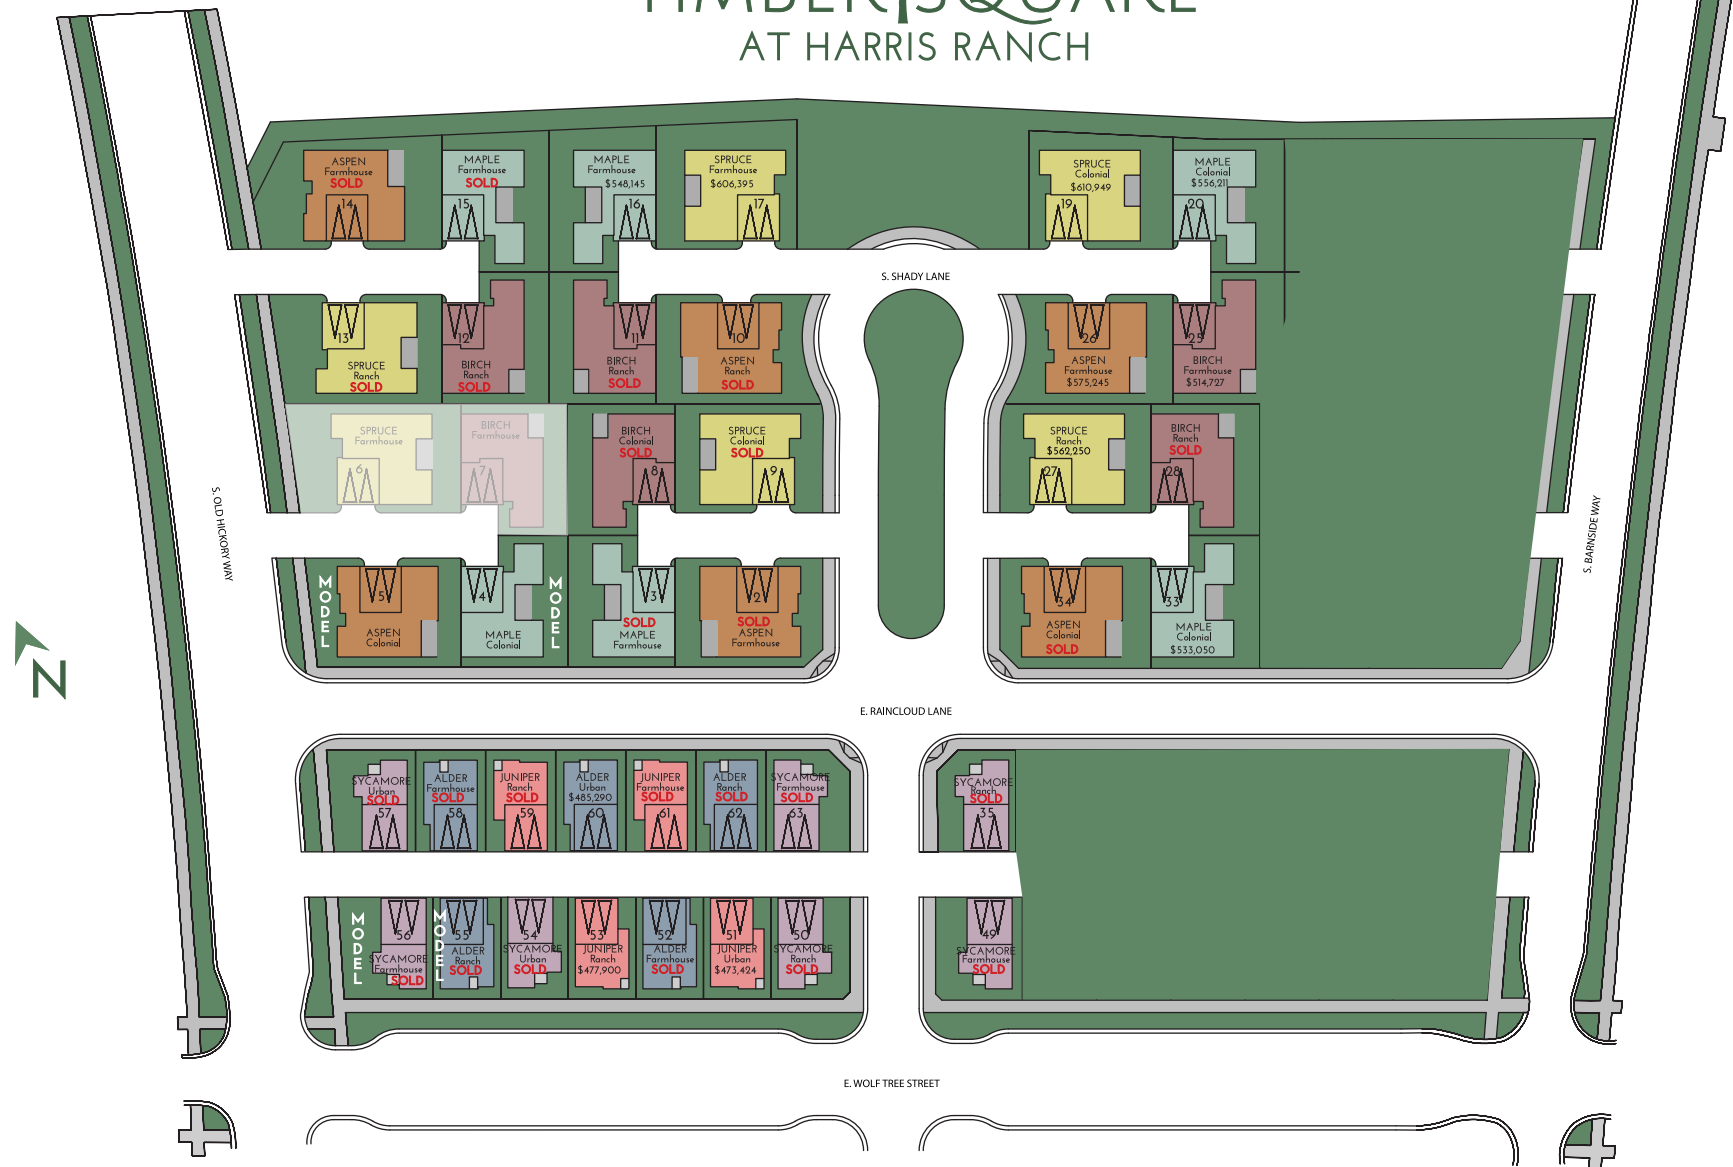 TIMBER SQUARE
AT HARRIS RANCH
ASPEN
Farmhouse
SOLD
14
MAPLE
Farmhouse
SOLD
15
MAPLE
Farmhouse
$548,145
16
SPRUCE
Farmhouse
$606,395
17
SPRUCE
Colonial
$610,949
19
MAPLE
Colonial
$556,211
20
S. SHADY LANE
13
SPRUCE
Ranch
SOLD
12
BIRCH
Ranch
SOLD
11
BIRCH
Ranch
SOLD
10
ASPEN
Ranch
SOLD
26
ASPEN
Farmhouse
$575,245
25
BIRCH
Farmhouse
$514,727
SPRUCE
Farmhouse
6
BIRCH
Farmhouse
7
BIRCH
Colonial
SOLD
8
SPRUCE
Colonial
SOLD
9
SPRUCE
Ranch
$562,250
27
BIRCH
Ranch
SOLD
28
S. OLD HICKORY WAY
S. BARNSIDE WAY
MODEL
5
ASPEN
Colonial
4
MAPLE
Colonial
MODEL
3
SOLD
MAPLE
Farmhouse
2
SOLD
ASPEN
Farmhouse
34
ASPEN
Colonial
SOLD
33
MAPLE
Colonial
$533,050
N
E. RAINCLOUD LANE
SYCAMORE
Urban
SOLD
57
ALDER
Farmhouse
SOLD
58
JUNIPER
Ranch
SOLD
59
ALDER
Urban
$485,290
60
JUNIPER
Farmhouse
SOLD
61
ALDER
Ranch
SOLD
62
SYCAMORE
Farmhouse
SOLD
63
SYCAMORE
Ranch
SOLD
35
MODEL
56
SYCAMORE
Farmhouse
SOLD
MODEL
55
ALDER
Ranch
SOLD
54
SYCAMORE
Urban
SOLD
53
JUNIPER
Ranch
$477,900
52
ALDER
Farmhouse
SOLD
51
JUNIPER
Urban
$473,424
50
SYCAMORE
Ranch
SOLD
49
SYCAMORE
Farmhouse
SOLD
E. WOLF TREE STREET